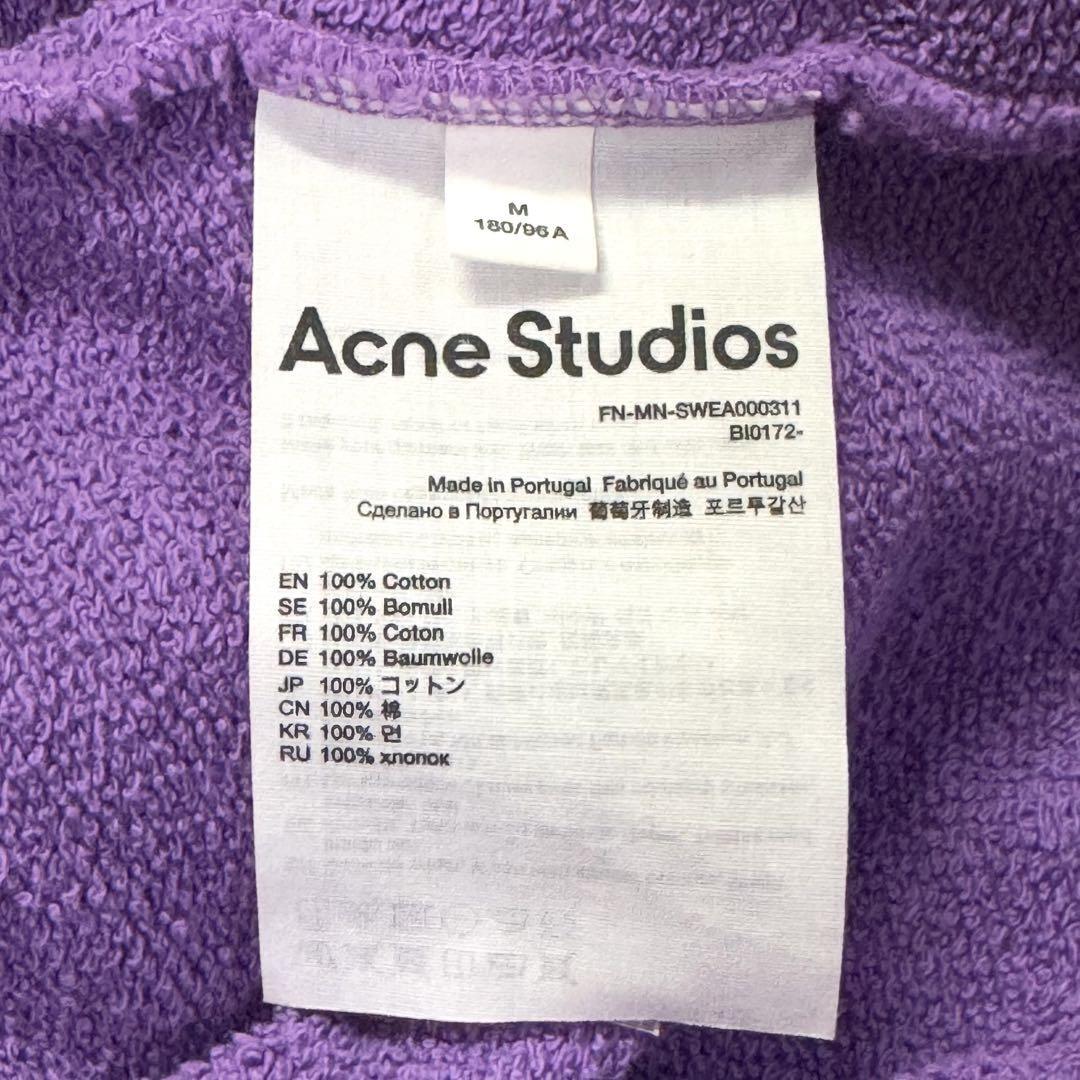 M
180/96A
Acne Studios
FN-MN-SWEA000311
BI0172-
Made in Portugal Fabriqué au Portugal
Сделано в Португалии 葡萄牙制造 포르투갈산
EN 100% Cotton
SE 100% Bomull
FR 100% Coton
DE 100% Baumwolle
JP 100% コットン
CN 100% 棉
KR 100% 면
RU 100% хлопок